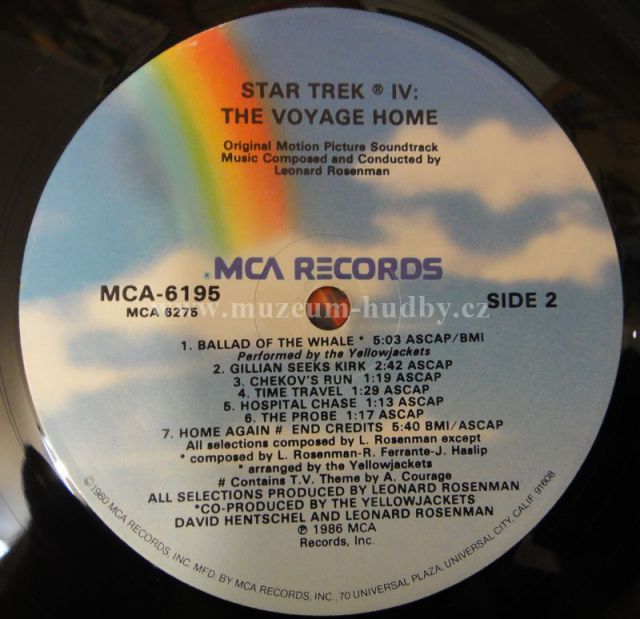 STAR TREK ® IV:
THE VOYAGE HOME
Original Motion Picture Soundtrack
Music Composed and Conducted by
Leonard Rosenman
®MCA RECORDS
MCA-6195
MCA 6275
SIDE 2
www.muzeum-hudby.cz
1. BALLAD OF THE WHALE * 5:03 ASCAP/BMI
Performed by the Yellowjackets
2. GILLIAN SEEKS KIRK 2:42 ASCAP
3. CHEKOV'S RUN 1:19 ASCAP
4. TIME TRAVEL 1:29 ASCAP
5. HOSPITAL CHASE 1:13 ASCAP
6. THE PROBE 1:17 ASCAP
7. HOME AGAIN # END CREDITS 5:40 BMI/ASCAP
All selections composed by L. Rosenman except
* composed by L. Rosenman-R. Ferrante-J. Haslip
* arranged by the Yellowjackets
# Contains T.V. Theme by A. Courage
ALL SELECTIONS PRODUCED BY LEONARD ROSENMAN
*CO-PRODUCED BY THE YELLOWJACKETS
DAVID HENTSCHEL AND LEONARD ROSENMAN
℗ 1986 MCA
Records, Inc.
©1980 MCA RECORDS, INC. MFD. BY MCA RECORDS, INC., 70 UNIVERSAL PLAZA, UNIVERSAL CITY, CALIF. 91608